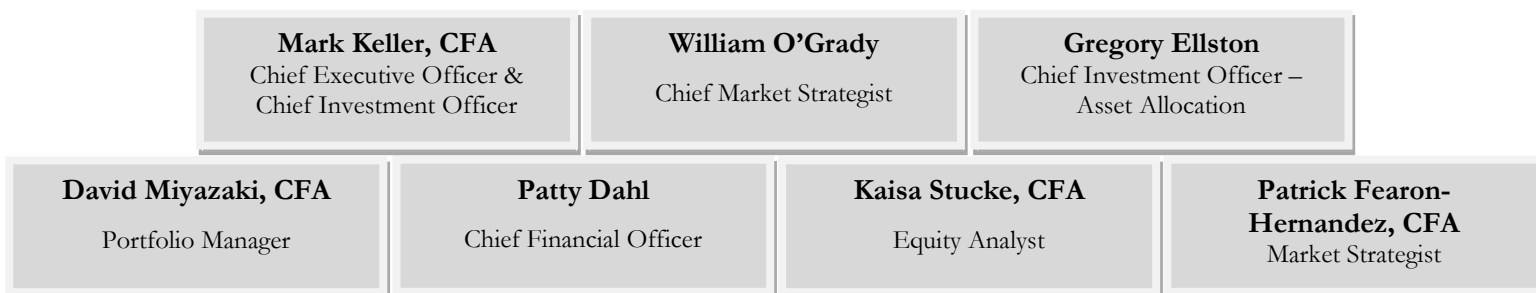 Mark Keller, CFA
Chief Executive Officer &
Chief Investment Officer
William O’Grady
Chief Market Strategist
Gregory Ellston
Chief Investment Officer –
Asset Allocation
David Miyazaki, CFA
Portfolio Manager
Patty Dahl
Chief Financial Officer
Kaisa Stucke, CFA
Equity Analyst
Patrick Fearon-
Hernandez, CFA
Market Strategist